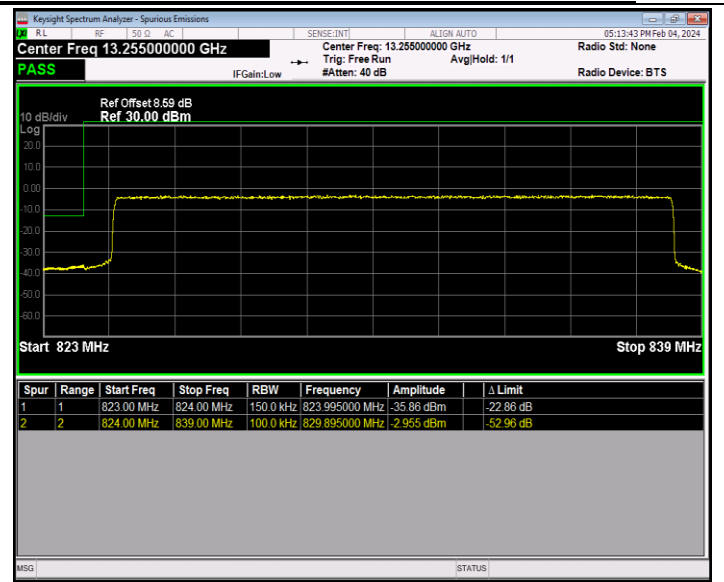 Keysight Spectrum Analyzer - Spurious Emissions
RL RF 50 Ω AC SENSE:INT ALIGN AUTO 05:13:43 PM Feb 04, 2024
Center Freq 13.255000000 GHz Center Freq: 13.255000000 GHz Radio Std: None
Trig: Free Run Avg|Hold: 1/1
PASS IFGain:Low #Atten: 40 dB Radio Device: BTS
Ref Offset 8.59 dB
10 dB/div Ref 30.00 dBm
Log
20.0
10.0
0.00
-10.0
-20.0
-30.0
-40.0
-50.0
-60.0
Start 823 MHz Stop 839 MHz
Spur Range Start Freq Stop Freq RBW Frequency Amplitude Δ Limit
1 1 823.00 MHz 824.00 MHz 150.0 kHz 823.995000 MHz -35.86 dBm -22.86 dB
2 2 824.00 MHz 839.00 MHz 100.0 kHz 829.895000 MHz -2.955 dBm -52.96 dB
MSG STATUS